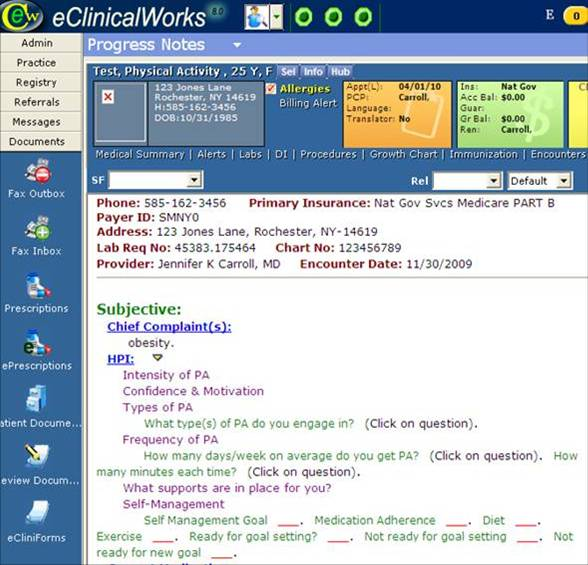 eClinicalWorks 8.0
E 0
Admin
Practice
Registry
Referrals
Messages
Documents
Fax Outbox
Fax Inbox
Prescriptions
ePrescriptions
atient Docume...
eview Docum...
eCliniForms
Progress Notes
Test, Physical Activity , 25 Y, F Sel Info Hub
123 Jones Lane
Rochester, NY 14619
H:585-162-3456
DOB:10/31/1985
Allergies
Billing Alert
Appt(L): 04/01/10
PCP: Carroll,
Language:
Translator: No
Ins: Nat Gov
Acc Bal: $0.00
Guar:
Gr Bal: $0.00
Ren: Carroll,
Medical Summary | Alerts | Labs | DI | Procedures | Growth Chart | Immunization | Encounters
SF Rel Default
Phone: 585-162-3456 Primary Insurance: Nat Gov Svcs Medicare PART B
Payer ID: SMNY0
Address: 123 Jones Lane, Rochester, NY-14619
Lab Req No: 45383.175464 Chart No: 123456789
Provider: Jennifer K Carroll, MD Encounter Date: 11/30/2009
Subjective:
Chief Complaint(s):
obesity.
HPI:
Intensity of PA
Confidence & Motivation
Types of PA
What type(s) of PA do you engage in? (Click on question).
Frequency of PA
How many days/week on average do you get PA? (Click on question). How
many minutes each time? (Click on question).
What supports are in place for you?
Self-Management
Self Management Goal ___. Medication Adherence ___. Diet ___.
Exercise ___. Ready for goal setting? ___. Not ready for goal setting ___. Not
ready for new goal ___.